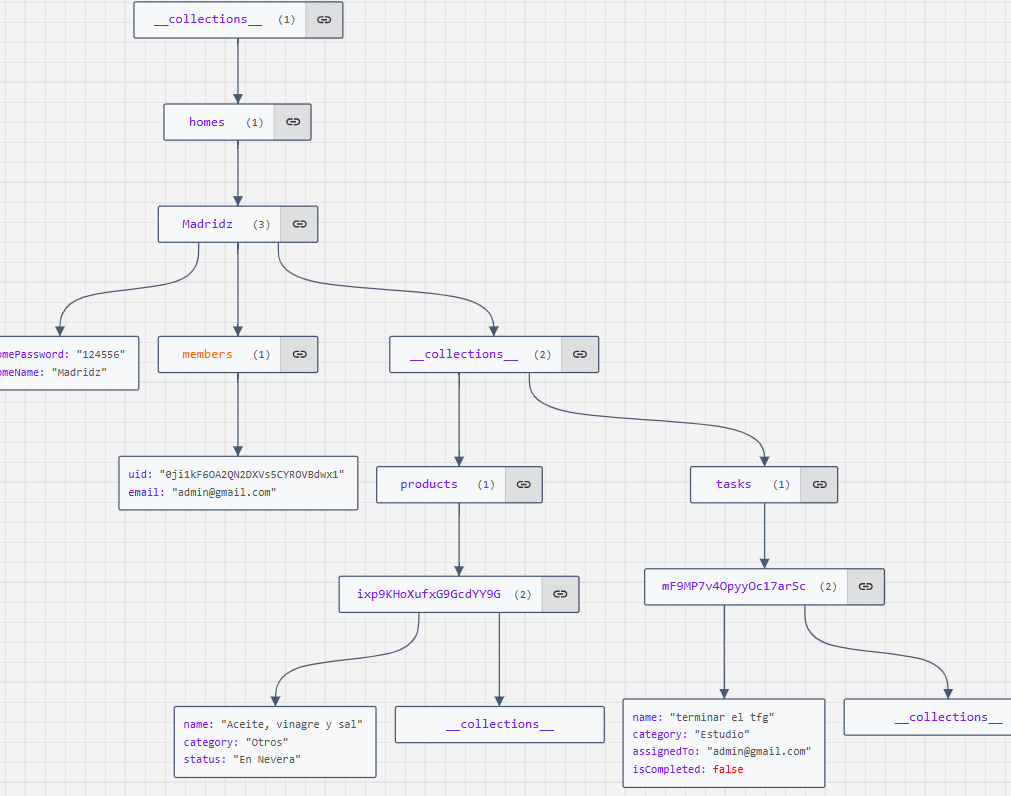 __collections__ (1)
homes (1)
Madridz (3)
omePassword: "124556"
omeName: "Madridz"
members (1)
__collections__ (2)
uid: "0ji1kF6OA2QN2DXVs5CYROVBdwx1"
email: "admin@gmail.com"
products (1)
tasks (1)
ixp9KHoXufxG9GcdYY9G (2)
mF9MP7v4OpyyOc17arSc (2)
name: "Aceite, vinagre y sal"
category: "Otros"
status: "En Nevera"
__collections__
name: "terminar el tfg"
category: "Estudio"
assignedTo: "admin@gmail.com"
isCompleted: false
__collections__